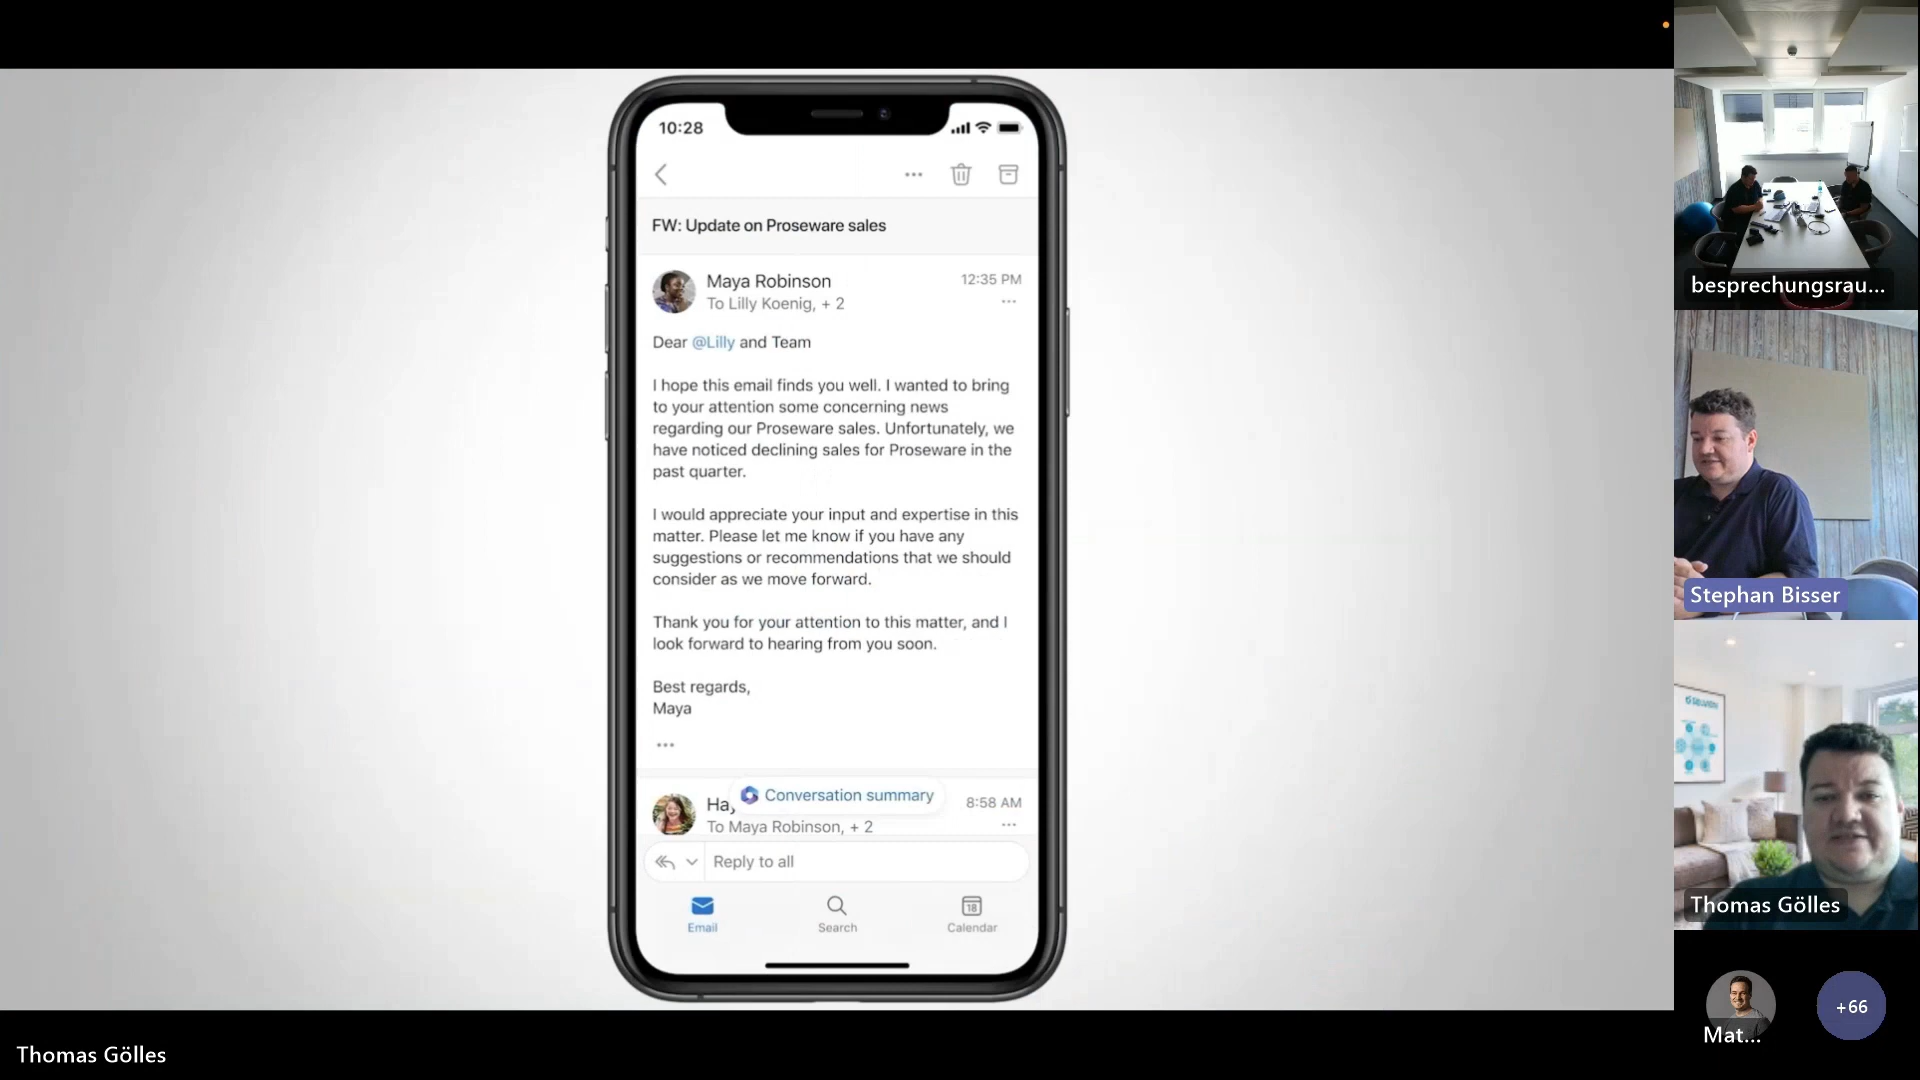 10:28
FW: Update on Proseware sales
Maya Robinson
12:35 PM
To Lilly Koenig, + 2
Dear @Lilly and Team
I hope this email finds you well. I wanted to bring
to your attention some concerning news
regarding our Proseware sales. Unfortunately, we
have noticed declining sales for Proseware in the
past quarter.
I would appreciate your input and expertise in this
matter. Please let me know if you have any
suggestions or recommendations that we should
consider as we move forward.
Thank you for your attention to this matter, and I
look forward to hearing from you soon.
Best regards,
Maya
Conversation summary
8:58 AM
To Maya Robinson, + 2
Reply to all
18
Email
Search
Calendar
besprechungsrau...
Stephan Bisser
Thomas Gölles
Mat...
+66
Thomas Gölles